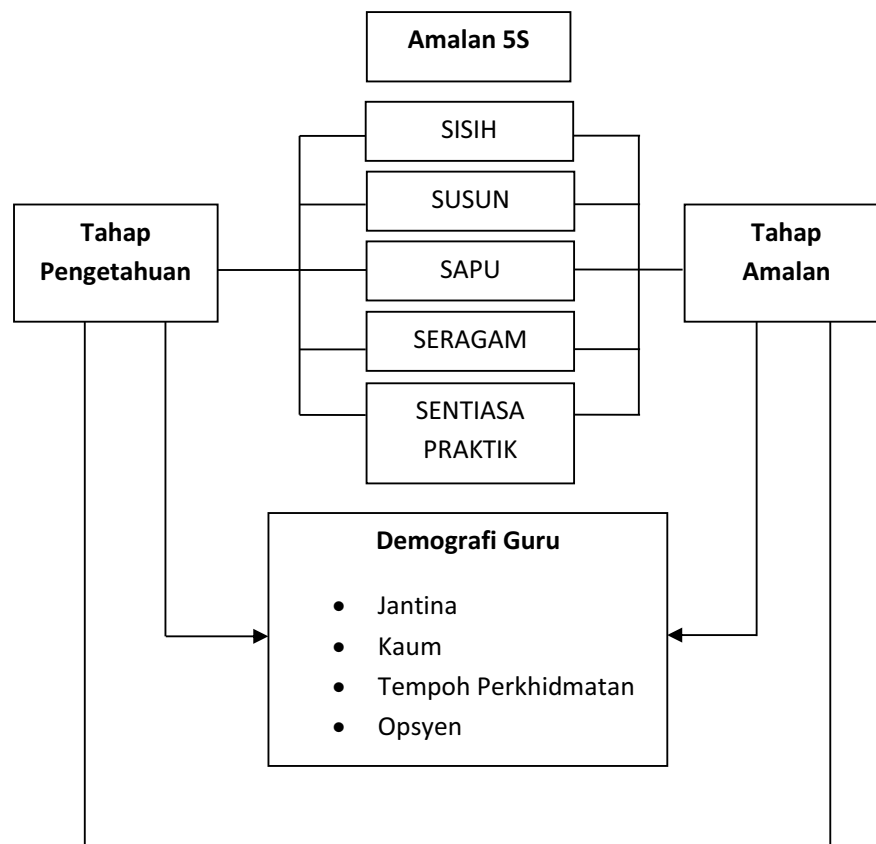 Amalan 5S
SISIH
SUSUN
Tahap
Pengetahuan
SAPU
Tahap
Amalan
SERAGAM
SENTIASA
PRAKTIK
Demografi Guru
• Jantina
• Kaum
• Tempoh Perkhidmatan
• Opsyen